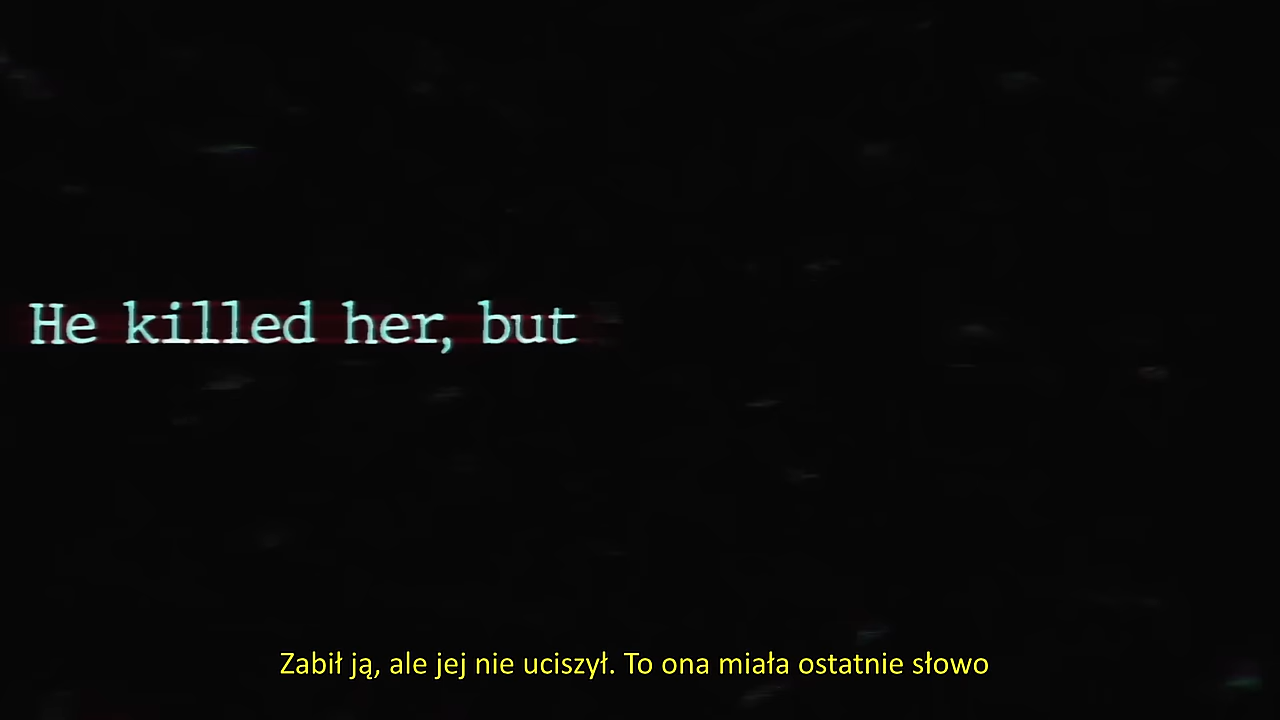 He killed her, but
Zabił ją, ale jej nie uciszył. To ona miała ostatnie słowo